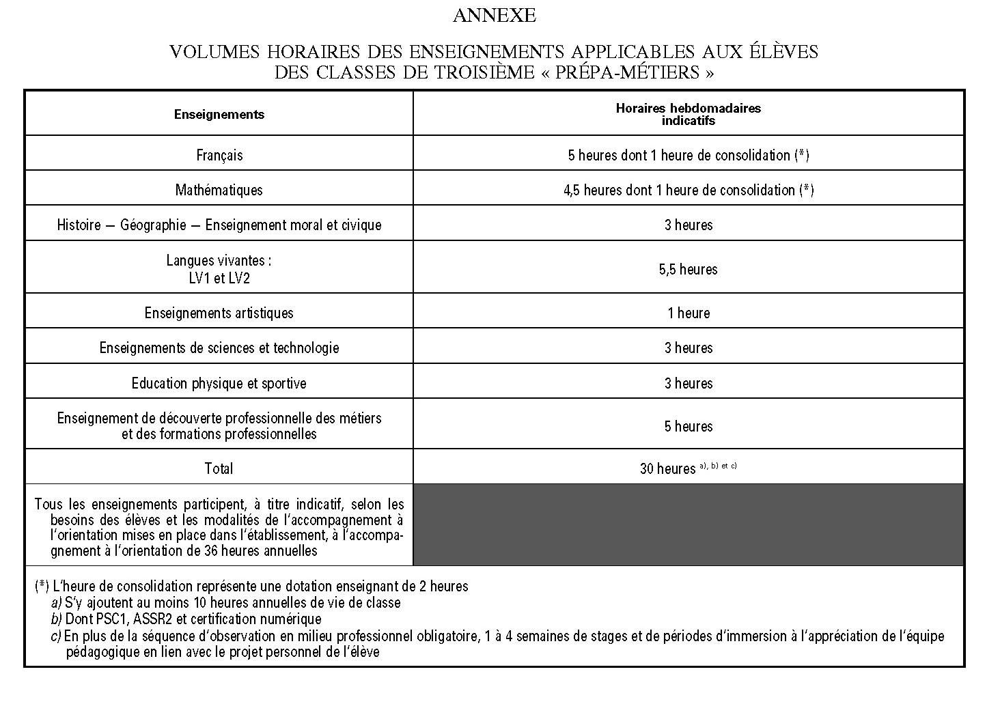 ANNEXE
VOLUMES HORAIRES DES ENSEIGNEMENTS APPLICABLES AUX ÉLÈVES
DES CLASSES DE TROISIÈME « PRÉPA-MÉTIERS »
Enseignements
Horaires hebdomadaires
indicatifs
Français
5 heures dont 1 heure de consolidation (*)
Mathématiques
4,5 heures dont 1 heure de consolidation (*)
Histoire – Géographie – Enseignement moral et civique
3 heures
Langues vivantes :
LV1 et LV2
5,5 heures
Enseignements artistiques
1 heure
Enseignements de sciences et technologie
3 heures
Education physique et sportive
3 heures
Enseignement de découverte professionnelle des métiers
et des formations professionnelles
5 heures
Total
30 heures a), b) et c)
Tous les enseignements participent, à titre indicatif, selon les
besoins des élèves et les modalités de l'accompagnement à
l'orientation mises en place dans l'établissement, à l'accompa-
gnement à l'orientation de 36 heures annuelles
(*) L'heure de consolidation représente une dotation enseignant de 2 heures
a) S'y ajoutent au moins 10 heures annuelles de vie de classe
b) Dont PSC1, ASSR2 et certification numérique
c) En plus de la séquence d'observation en milieu professionnel obligatoire, 1 à 4 semaines de stages et de périodes d'immersion à l'appréciation de l'équipe
pédagogique en lien avec le projet personnel de l'élève